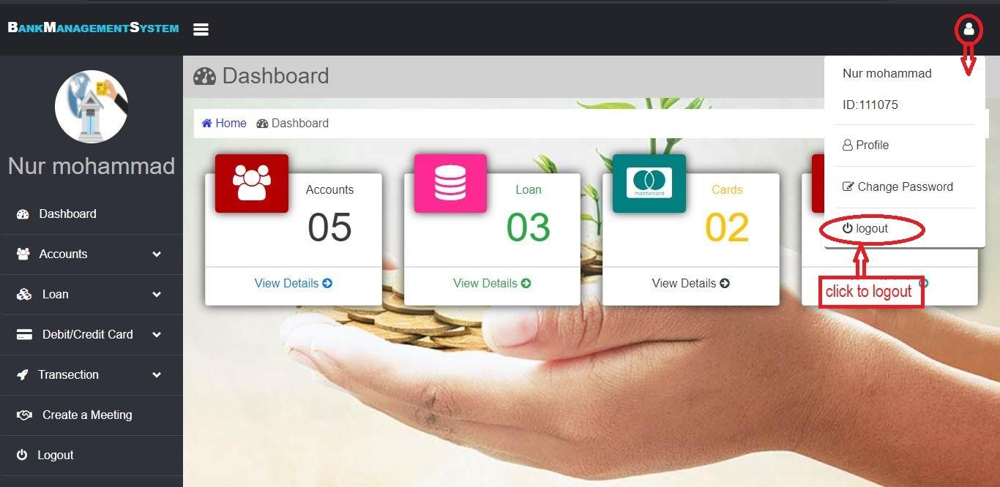 BANKMANAGEMENTSYSTEM
Nur mohammad
Dashboard
Accounts
Loan
Debit/Credit Card
Transection
Create a Meeting
Logout
Dashboard
Home Dashboard
Accounts
05
View Details
Loan
03
View Details
mastercard
Cards
02
View Details
Nur mohammad
ID:111075
Profile
Change Password
logout
click to logout